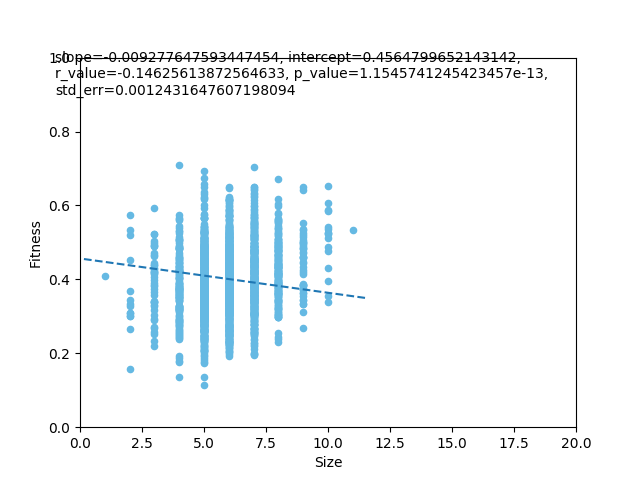 slope=-0.009277647593447454, intercept=0.4564799652143142,
r_value=-0.14625613872564633, p_value=1.1545741245423457e-13,
std_err=0.0012431647607198094
1.0
0.8
0.6
0.4
0.2
0.0
Fitness
0.0 2.5 5.0 7.5 10.0 12.5 15.0 17.5 20.0
Size